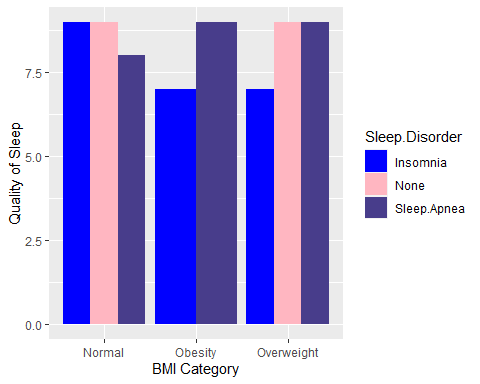 Quality of Sleep
7.5
5.0
2.5
0.0
Normal
Obesity
Overweight
BMI Category
Sleep.Disorder
Insomnia
None
Sleep.Apnea